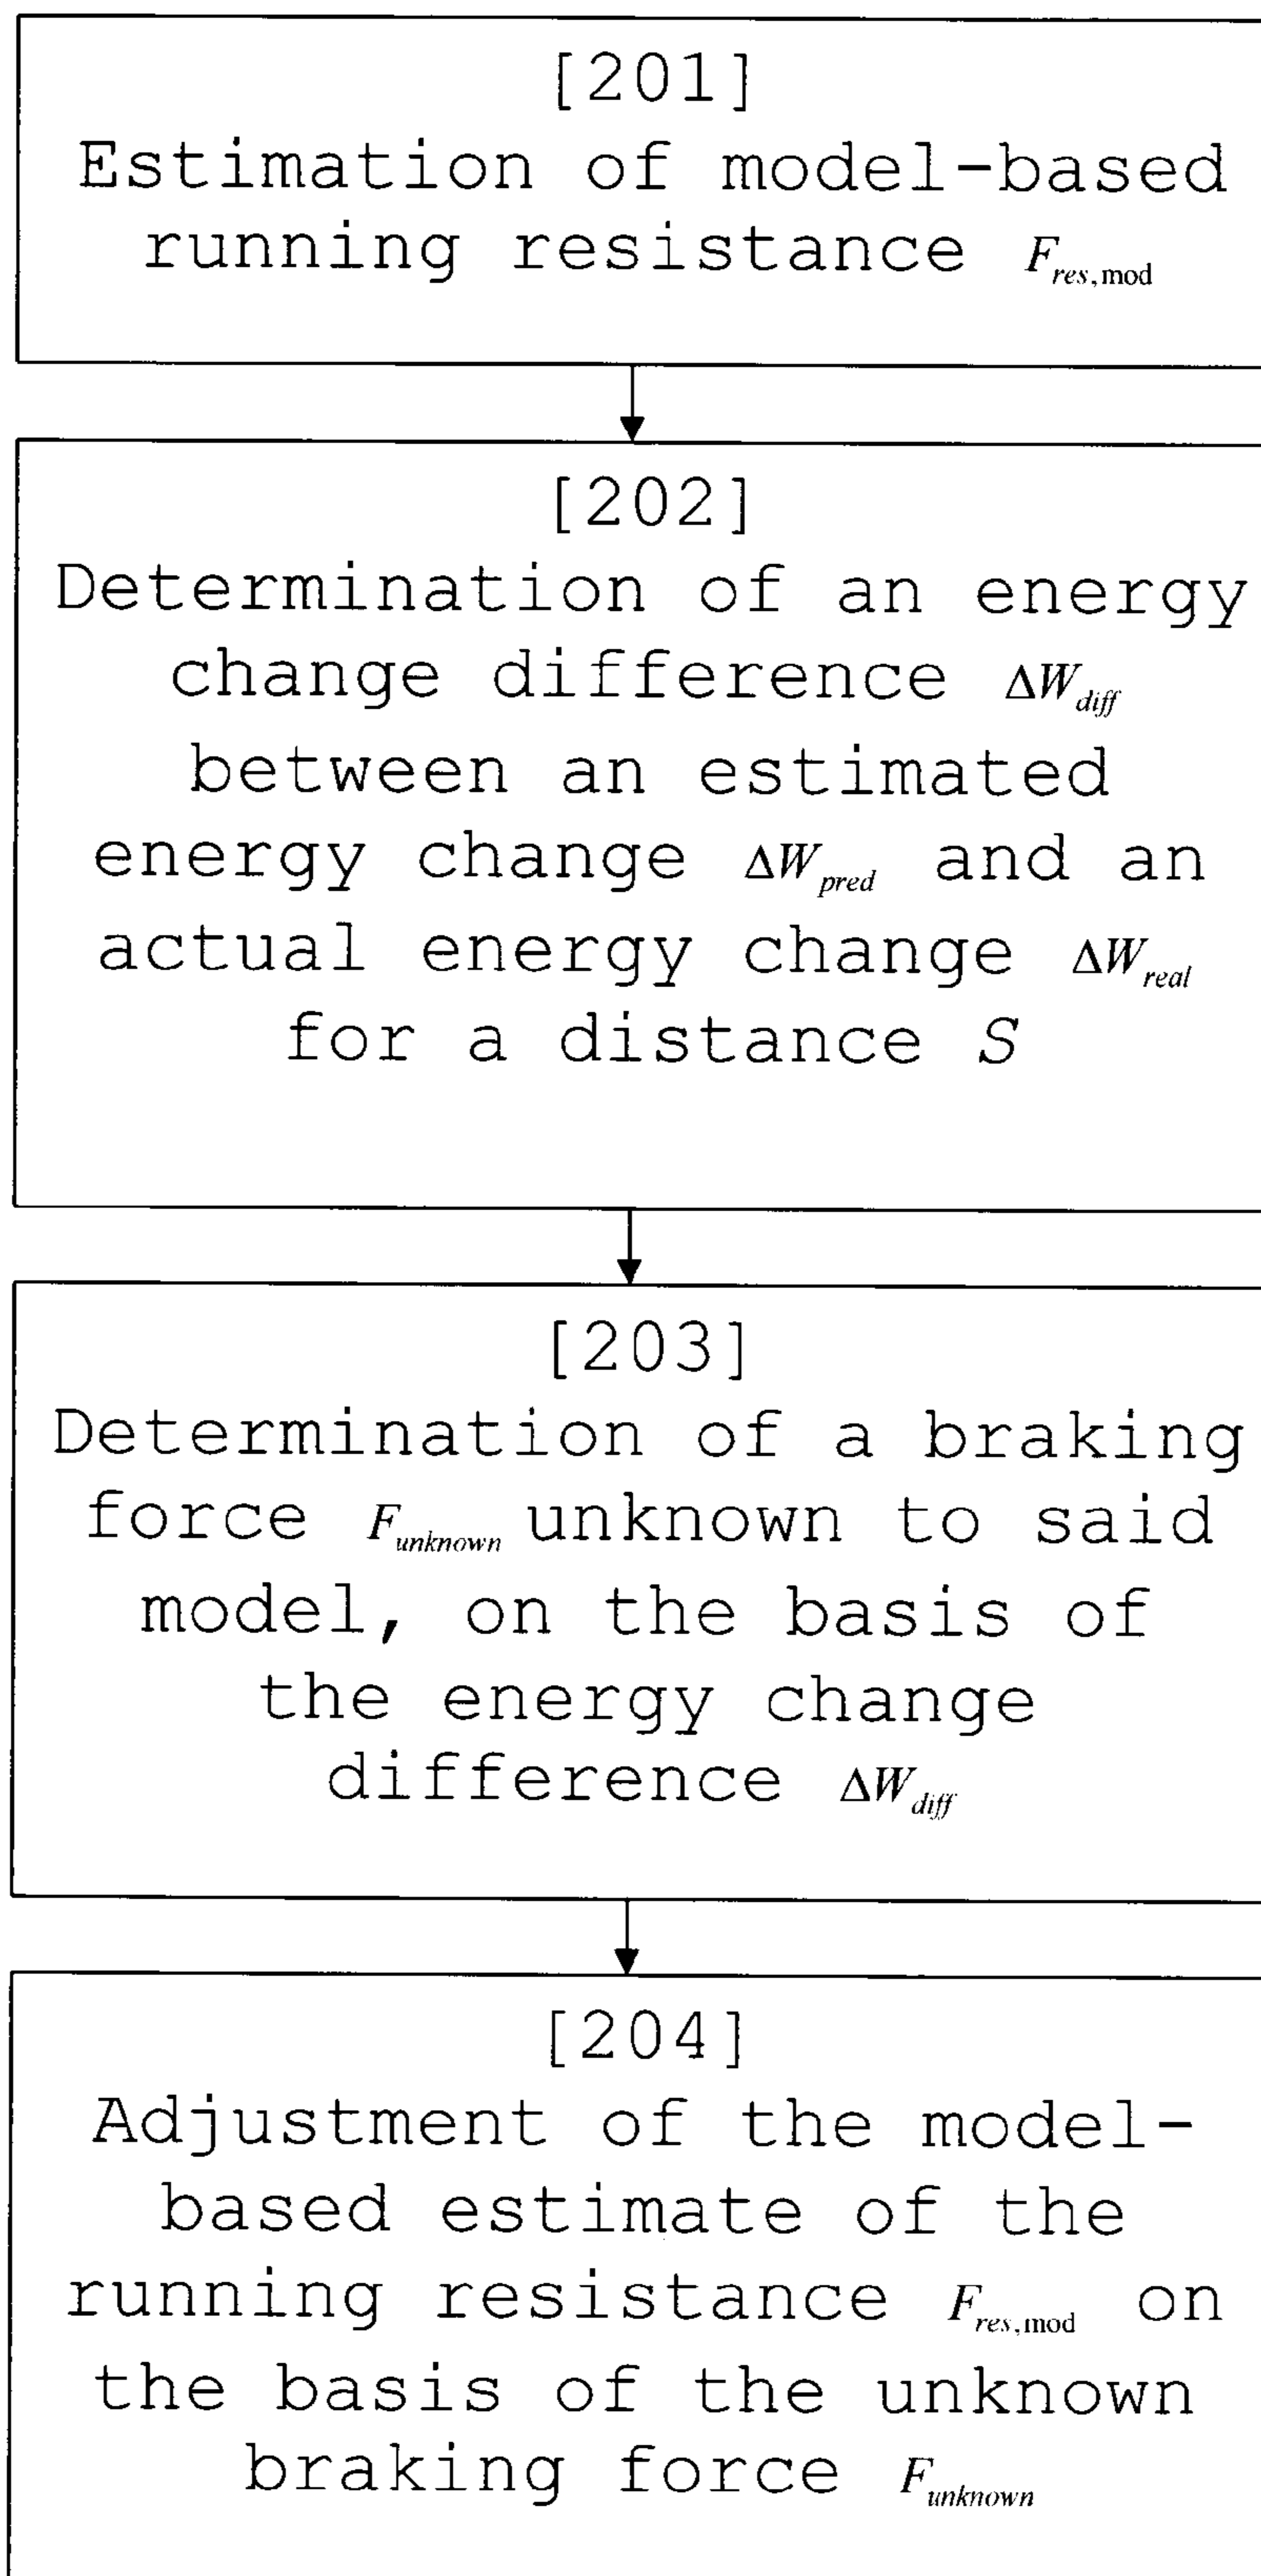 [201]
Estimation of model-based
running resistance F_res,mod
[202]
Determination of an energy
change difference ΔW_diff
between an estimated
energy change ΔW_pred and an
actual energy change ΔW_real
for a distance S
[203]
Determination of a braking
force F_unknown unknown to said
model, on the basis of
the energy change
difference ΔW_diff
[204]
Adjustment of the model-
based estimate of the
running resistance F_res,mod on
the basis of the unknown
braking force F_unknown